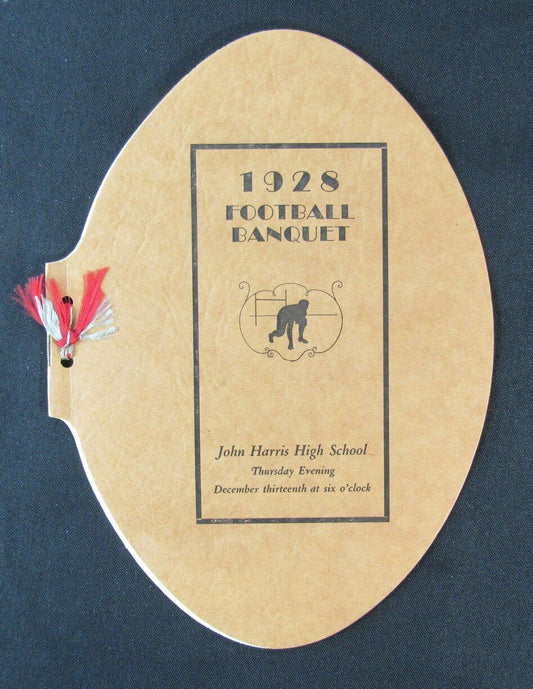 1928
FOOTBALL
BANQUET
John Harris High School
Thursday Evening
December thirteenth at six o'clock